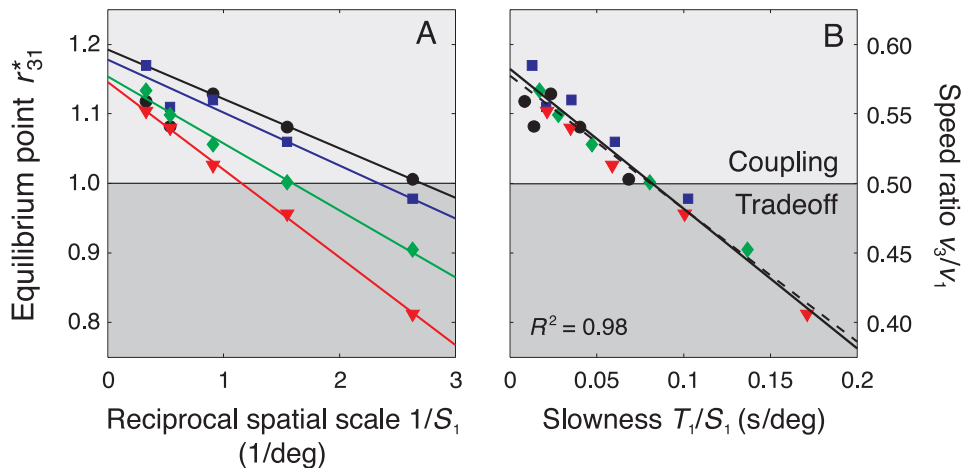 A
1.2
1.1
1.0
0.9
0.8
Equilibrium point r*31
0
1
2
3
Reciprocal spatial scale 1/S1
(1/deg)
B
0.60
0.55
0.50
0.45
0.40
Coupling
Tradeoff
R² = 0.98
Speed ratio v3/v1
0
0.05
0.1
0.15
0.2
Slowness T1/S1 (s/deg)